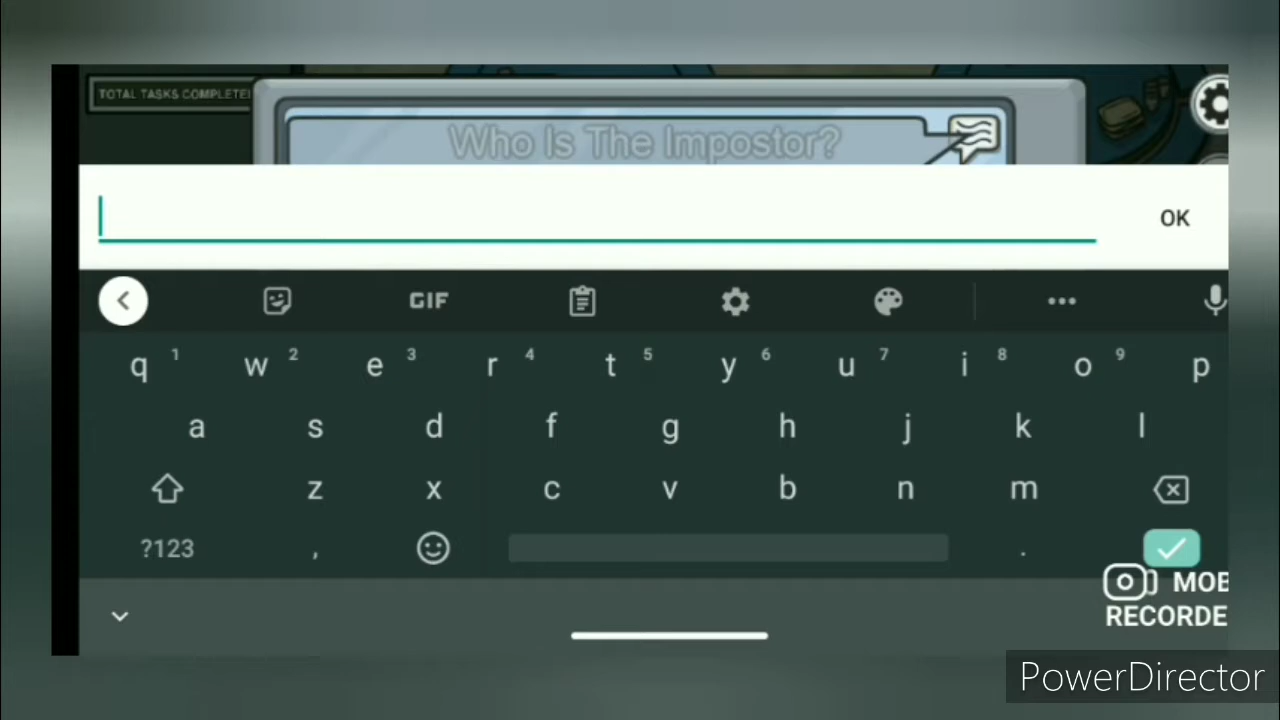 TOTAL TASKS COMPLETE
Who Is The Impostor?
OK
GIF
q 1 w 2 e 3 r 4 t 5 y 6 u 7 i 8 o 9 p
a s d f g h j k l
z x c v b n m
?123 , .
MOB
RECORDE
PowerDirector